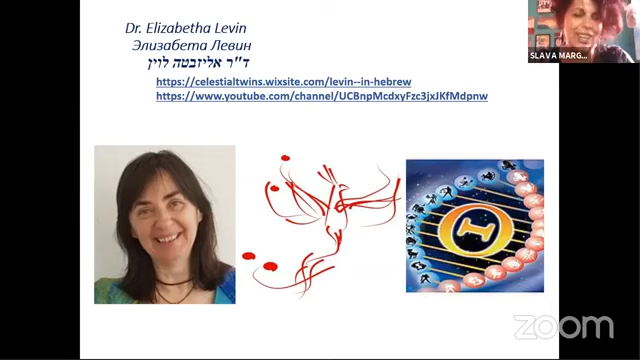 Dr. Elizabetha Levin
Элизабета Левин
ד"ר אליזבטה לוין
https://celestialtwins.wixsite.com/levin--in-hebrew
https://www.youtube.com/channel/UCBnpMcdxyFzc3jxJKfMdpnw
SLAVA MARG...
zoom